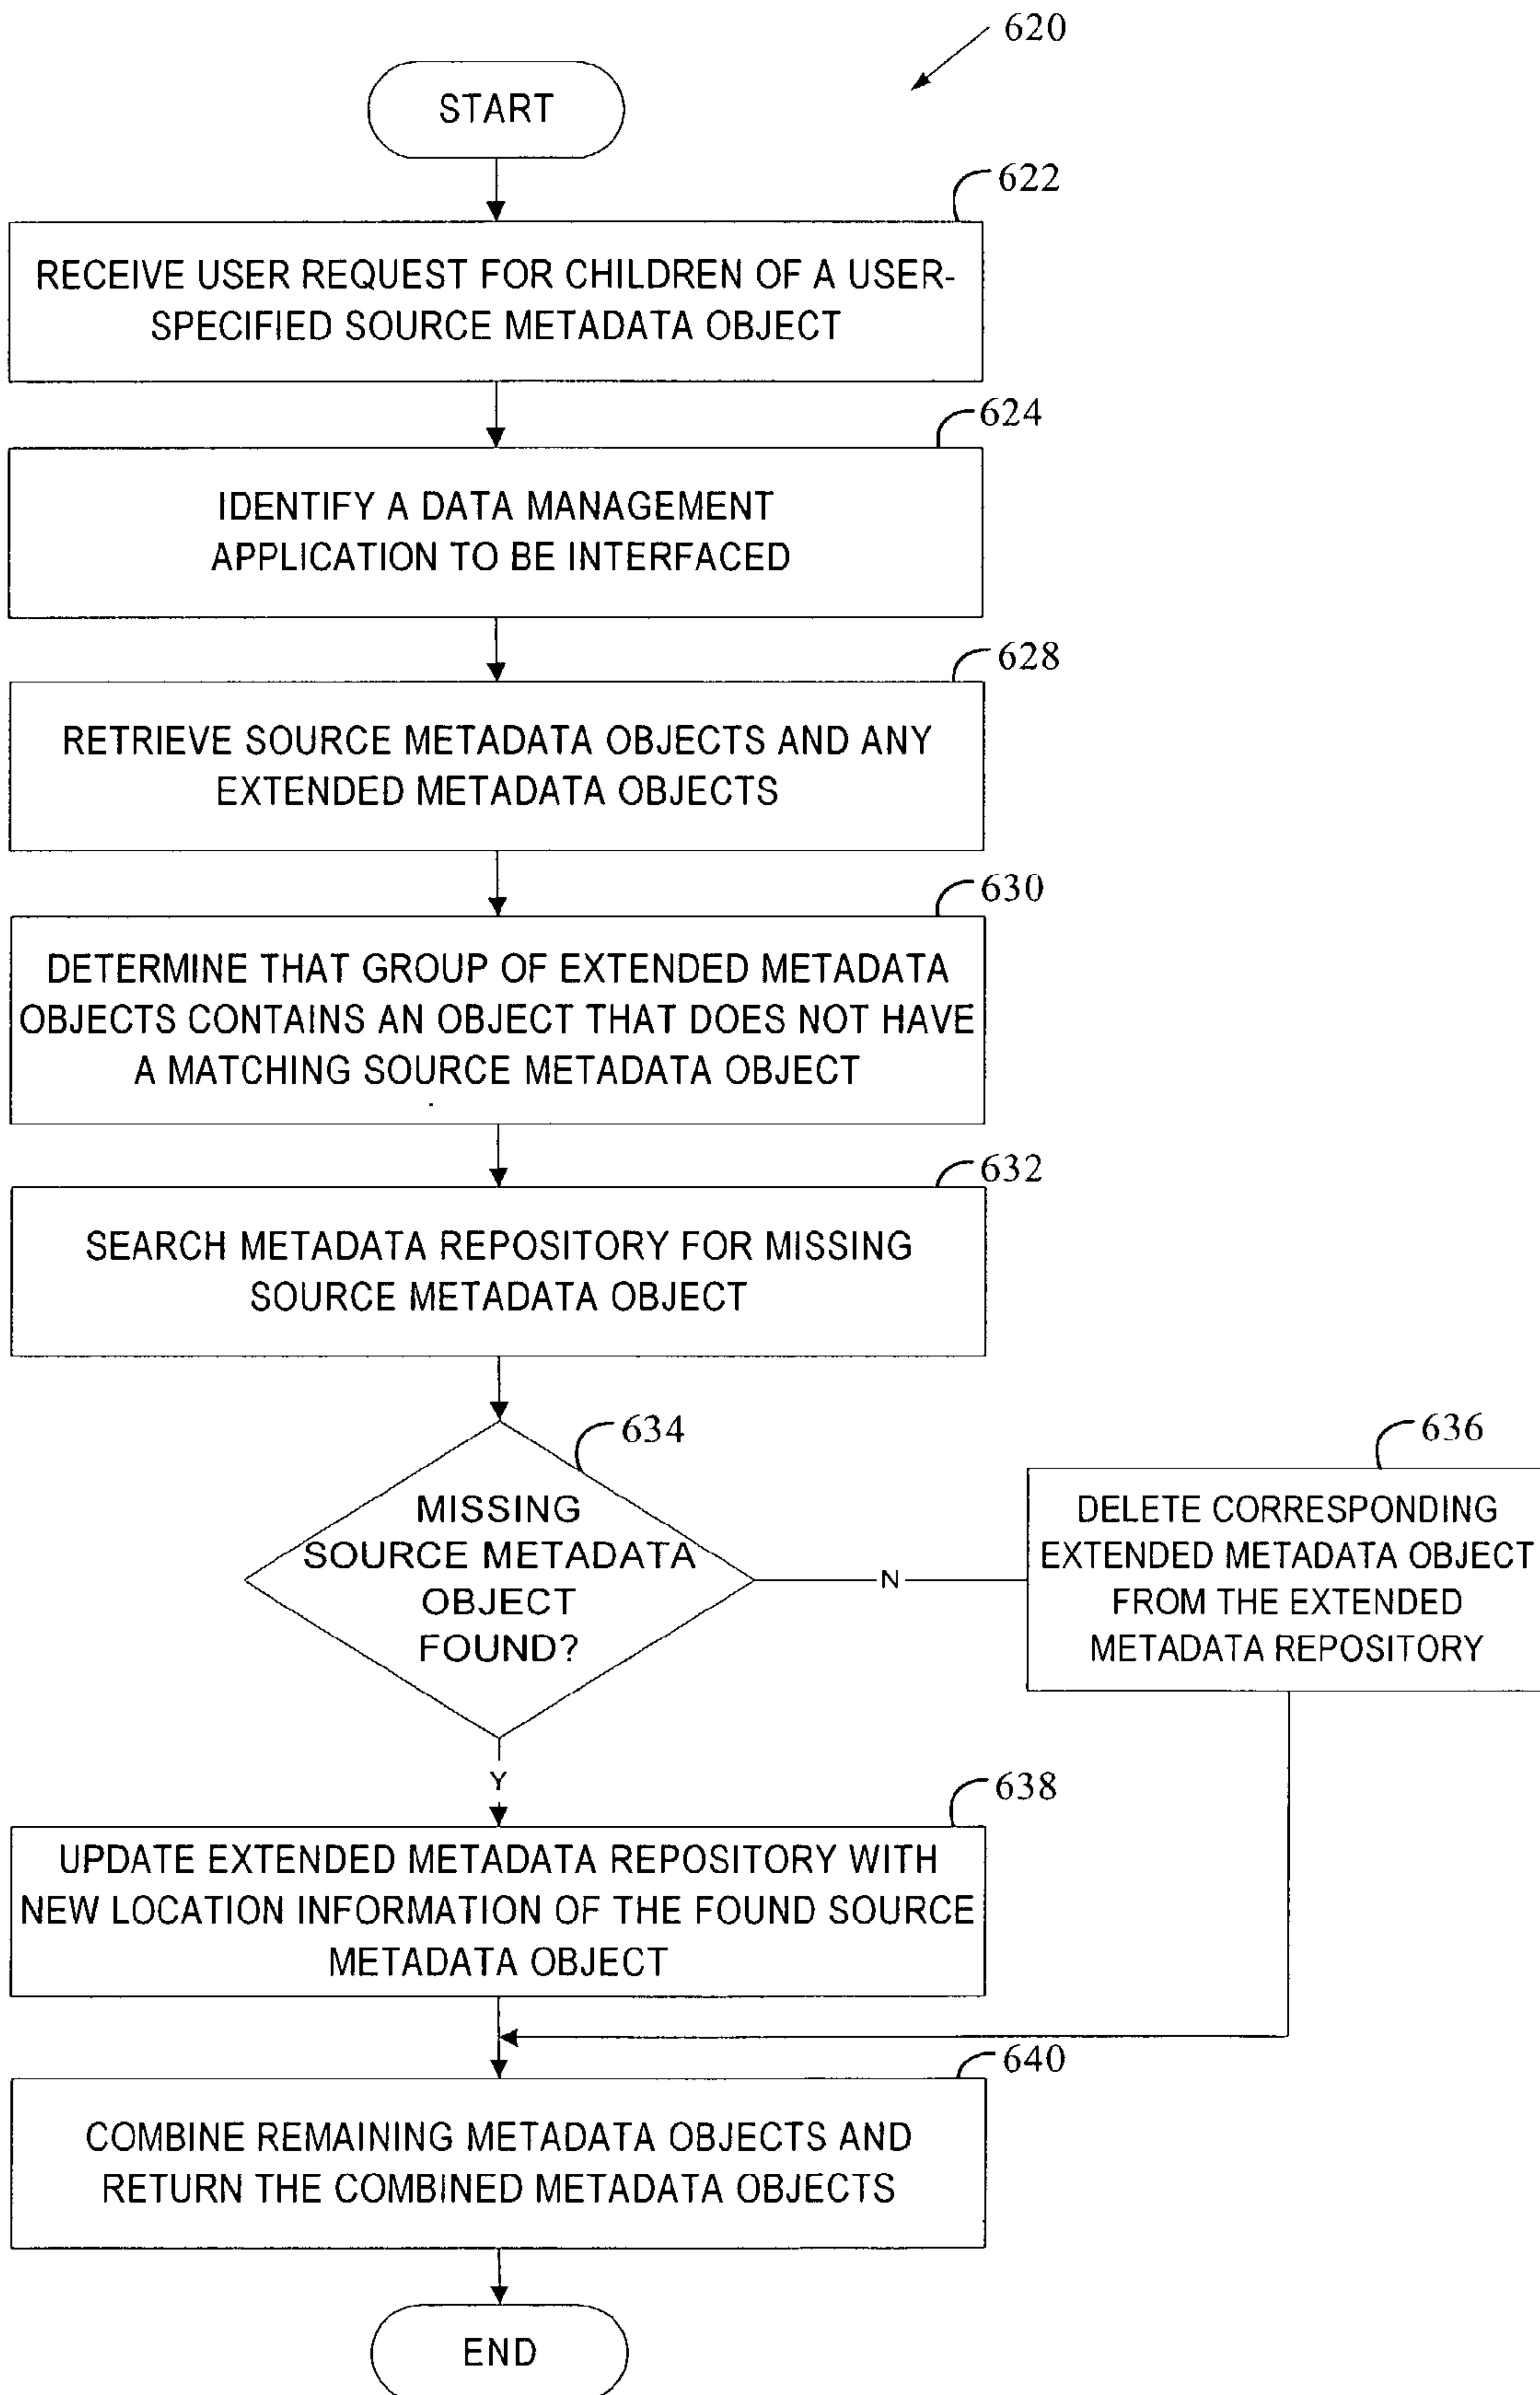 620
START
622
RECEIVE USER REQUEST FOR CHILDREN OF A USER-
SPECIFIED SOURCE METADATA OBJECT
624
IDENTIFY A DATA MANAGEMENT
APPLICATION TO BE INTERFACED
628
RETRIEVE SOURCE METADATA OBJECTS AND ANY
EXTENDED METADATA OBJECTS
630
DETERMINE THAT GROUP OF EXTENDED METADATA
OBJECTS CONTAINS AN OBJECT THAT DOES NOT HAVE
A MATCHING SOURCE METADATA OBJECT
632
SEARCH METADATA REPOSITORY FOR MISSING
SOURCE METADATA OBJECT
634
MISSING
SOURCE METADATA
OBJECT
FOUND?
N
636
DELETE CORRESPONDING
EXTENDED METADATA OBJECT
FROM THE EXTENDED
METADATA REPOSITORY
Y
638
UPDATE EXTENDED METADATA REPOSITORY WITH
NEW LOCATION INFORMATION OF THE FOUND SOURCE
METADATA OBJECT
640
COMBINE REMAINING METADATA OBJECTS AND
RETURN THE COMBINED METADATA OBJECTS
END